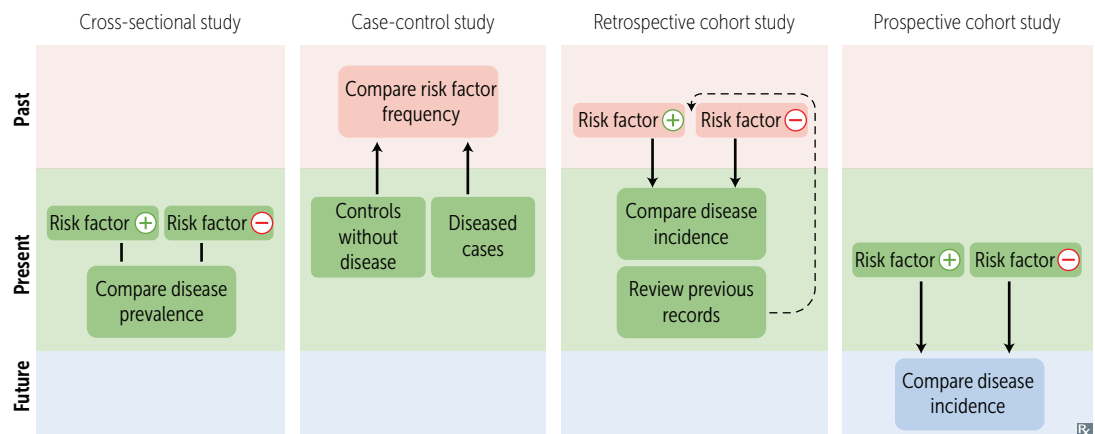 Cross-sectional study
Case-control study
Retrospective cohort study
Prospective cohort study
Past
Compare risk factor
frequency
Risk factor +
Risk factor −
Present
Risk factor +
Risk factor −
Compare disease
prevalence
Controls
without
disease
Diseased
cases
Compare disease
incidence
Review previous
records
Risk factor +
Risk factor −
Future
Compare disease
incidence
Rx